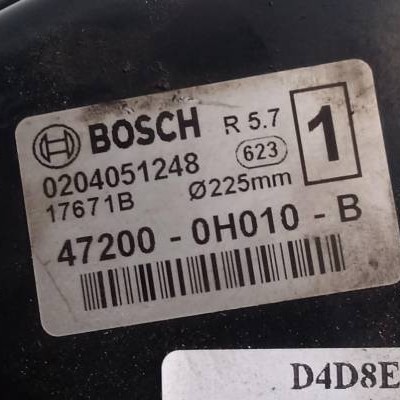 BOSCH R 5.7 1
0204051248 623
17671B Ø225mm
47200 - 0H010 - B
D4D8E